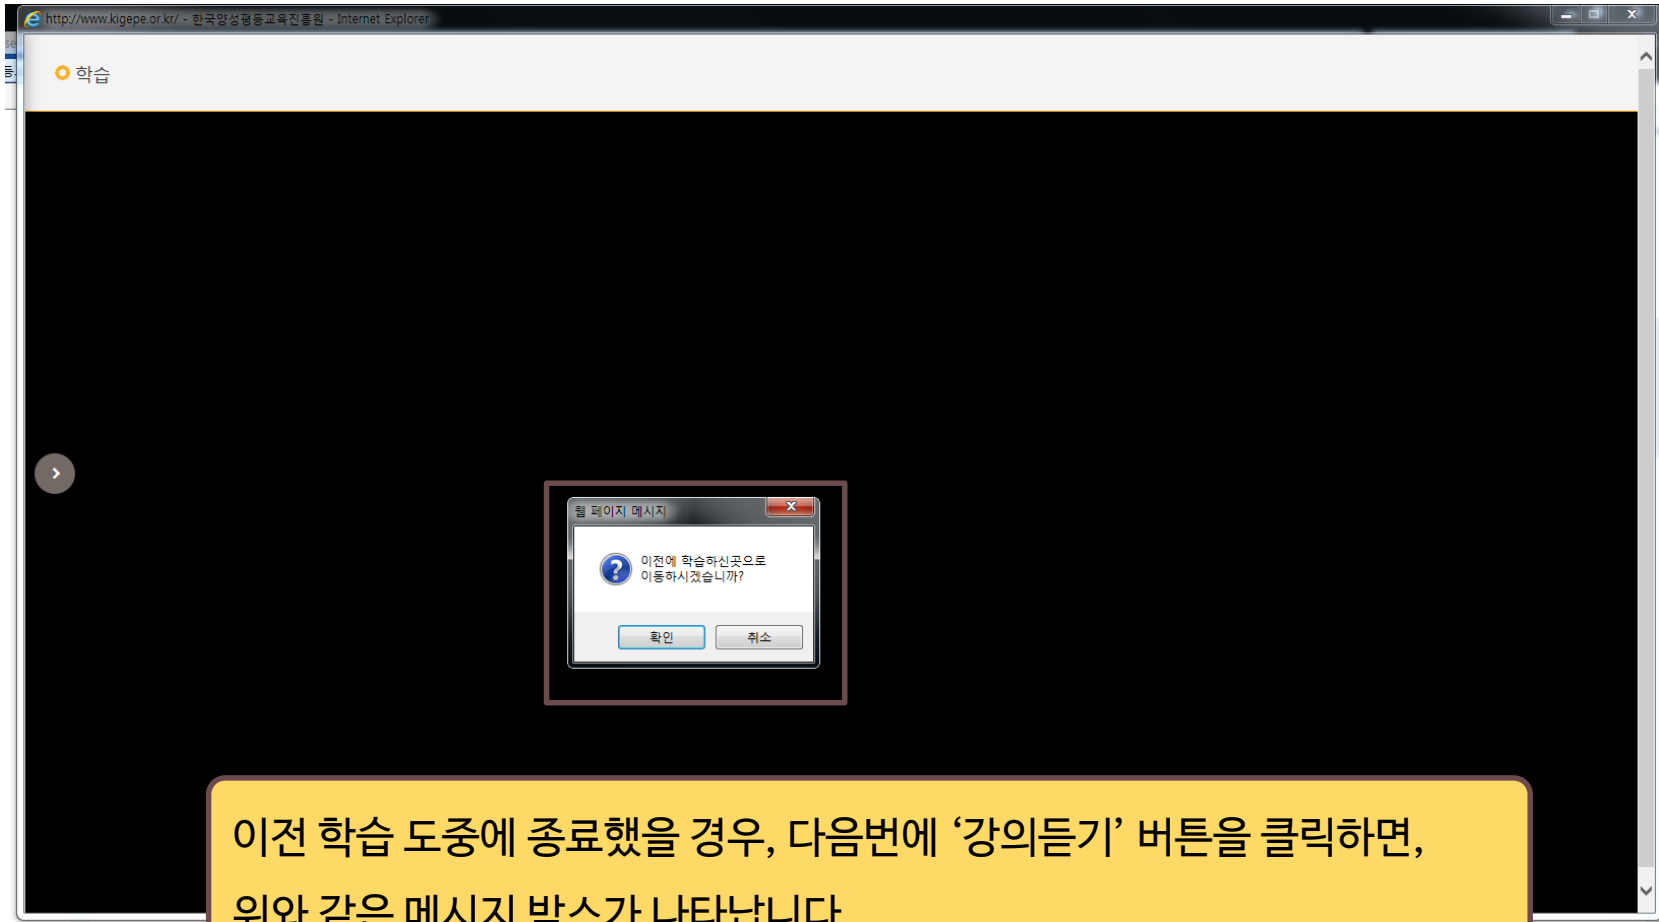 http://www.kigepe.or.kr/ - 한국양성평등교육진흥원 - Internet Explorer
학습
웹 페이지 메시지
이전에 학습하신곳으로
이동하시겠습니까?
확인 취소
이전 학습 도중에 종료했을 경우, 다음번에 ‘강의듣기’ 버튼을 클릭하면,
위와 같은 메시지 박스가 나타납니다